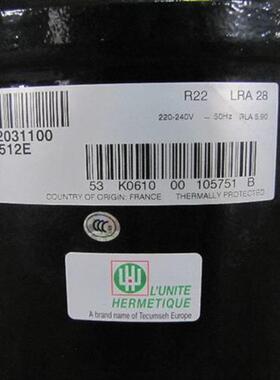 R22 LRA 28
2031100 220-240V ~ 50Hz RLA 5.90
512E
53 K0610 00 105751 B
COUNTRY OF ORIGIN: FRANCE THERMALLY PROTECTED
CCC
L'UNITE
HERMETIQUE
A brand name of Tecumseh Europe